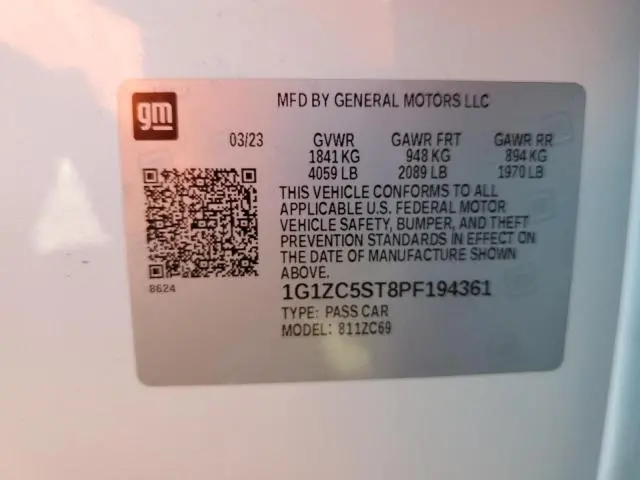 gm
MFD BY GENERAL MOTORS LLC
03/23 GVWR GAWR FRT GAWR RR
1841 KG 948 KG 894 KG
4059 LB 2089 LB 1970 LB
THIS VEHICLE CONFORMS TO ALL
APPLICABLE U.S. FEDERAL MOTOR
VEHICLE SAFETY, BUMPER, AND THEFT
PREVENTION STANDARDS IN EFFECT ON
THE DATE OF MANUFACTURE SHOWN
ABOVE.
8624
1G1ZC5ST8PF194361
TYPE: PASS CAR
MODEL: 811ZC69